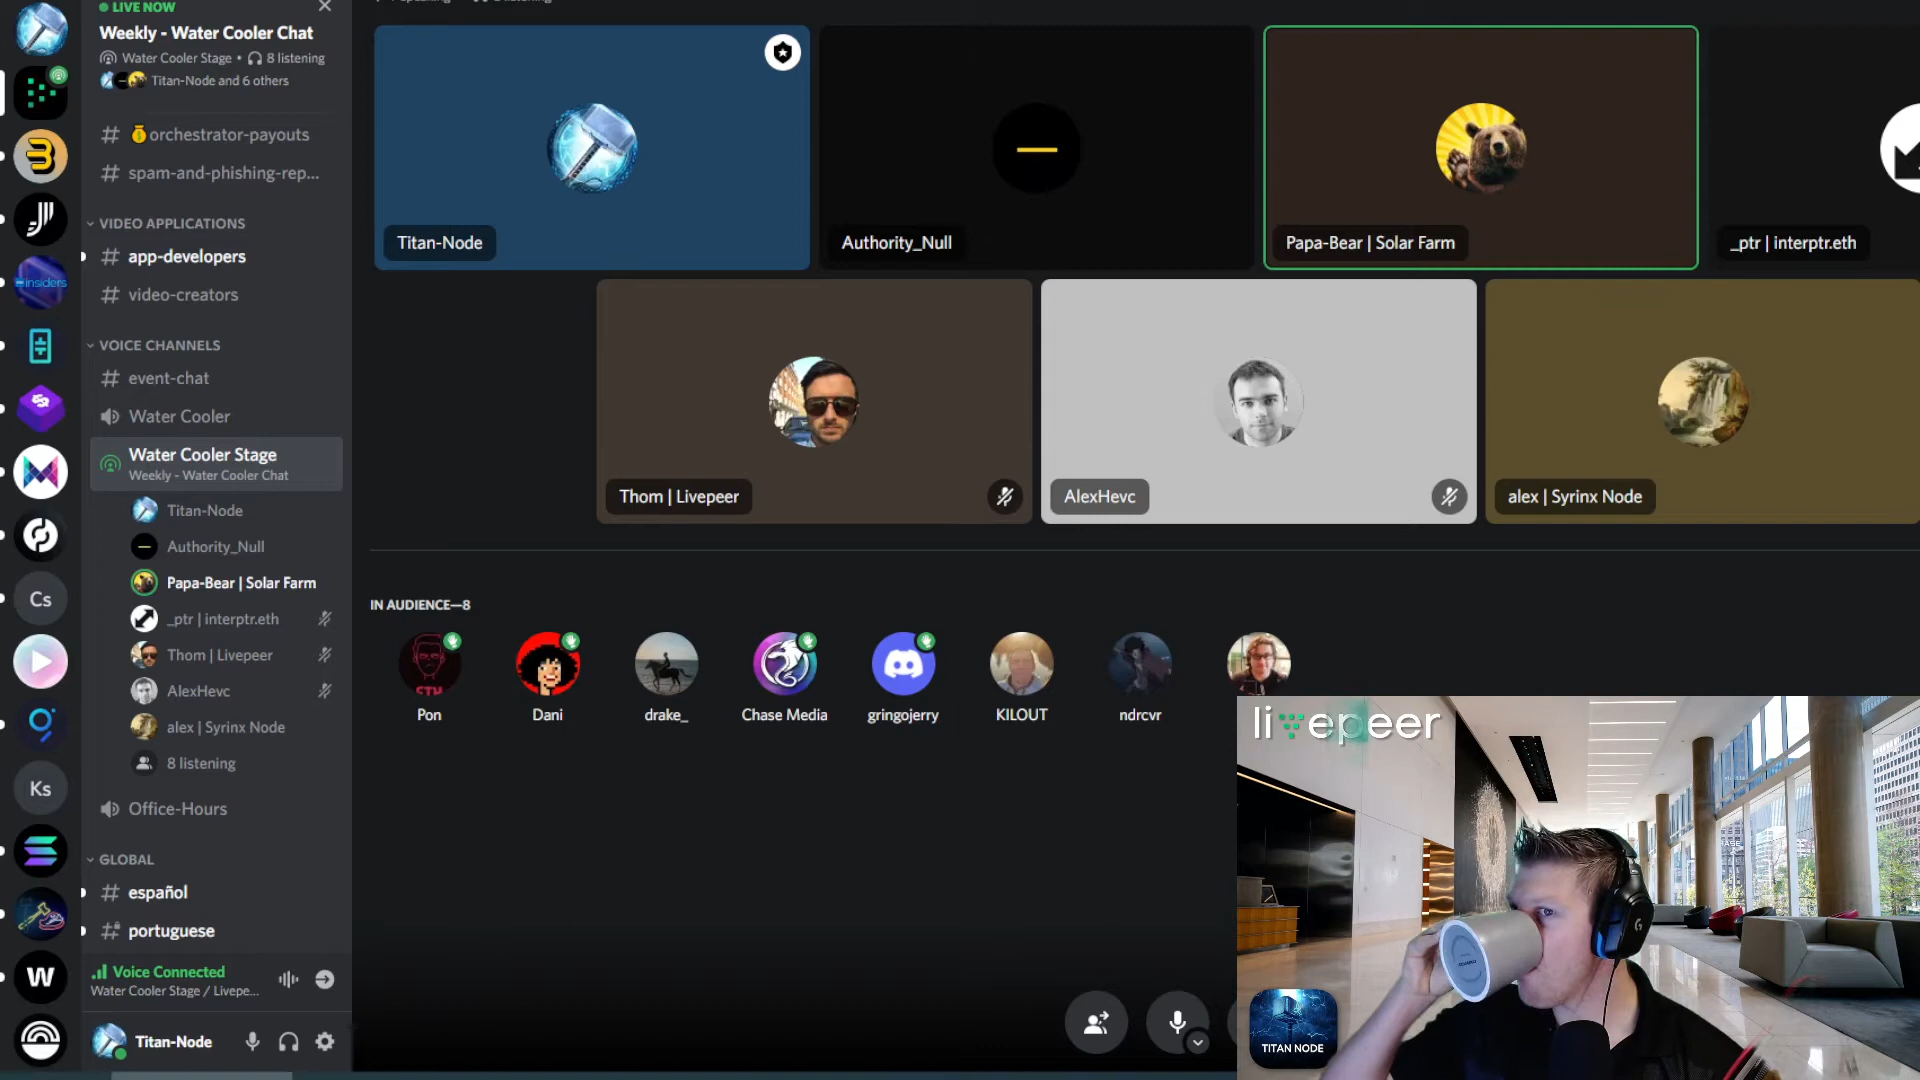 LIVE NOW
Weekly - Water Cooler Chat
Water Cooler Stage • 8 listening
Titan-Node and 6 others
# orchestrator-payouts
# spam-and-phishing-rep...
VIDEO APPLICATIONS
# app-developers
# video-creators
VOICE CHANNELS
# event-chat
Water Cooler
Water Cooler Stage
Weekly - Water Cooler Chat
Titan-Node
Authority_Null
Papa-Bear | Solar Farm
_ptr | interptr.eth
Thom | Livepeer
AlexHevc
alex | Syrinx Node
8 listening
Office-Hours
GLOBAL
# español
# portuguese
Voice Connected
Water Cooler Stage / Livepe...
Titan-Node
insiders
Cs
Ks
W
Titan-Node
Authority_Null
Papa-Bear | Solar Farm
_ptr | interptr.eth
Thom | Livepeer
AlexHevc
alex | Syrinx Node
IN AUDIENCE—8
Pon
Dani
drake_
Chase Media
gringojerry
KILOUT
ndrcvr
livepeer
TITAN NODE